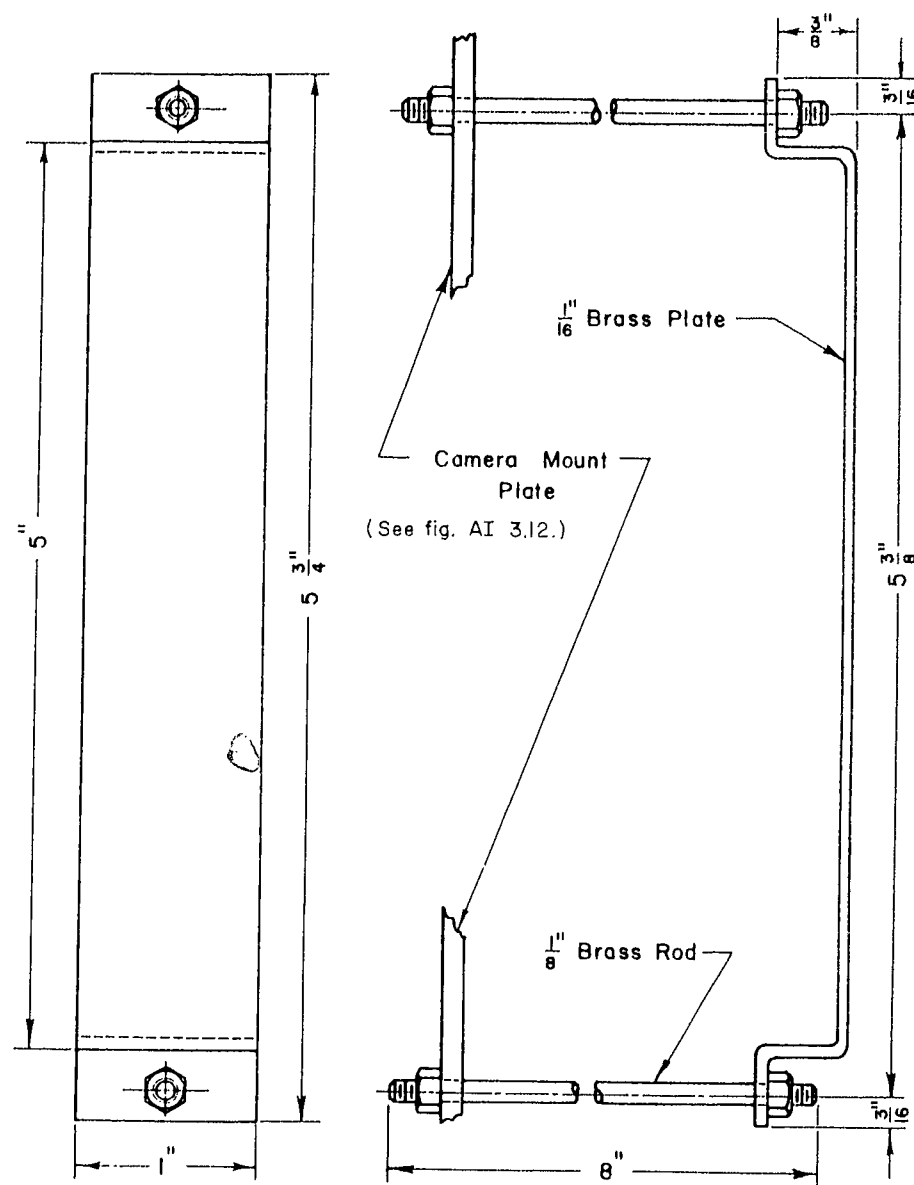 3/8"
3/16"
1/16" Brass Plate
Camera Mount
Plate
(See fig. AI 3.12.)
5"
5 3/4"
5 3/8"
1/8" Brass Rod
3/16"
1"
8"